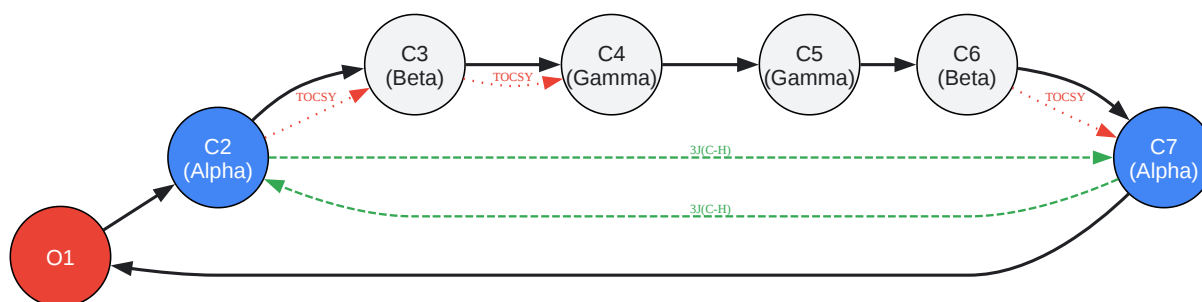 C3
(Beta)
C4
(Gamma)
C5
(Gamma)
C6
(Beta)
TOCSY
TOCSY
TOCSY
C2
(Alpha)
C7
(Alpha)
3J(C-H)
3J(C-H)
O1